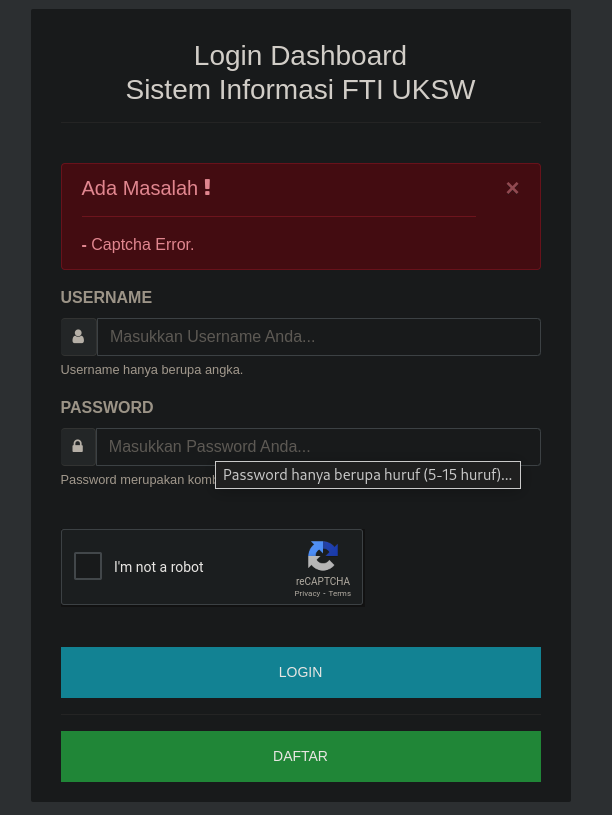 Login Dashboard
Sistem Informasi FTI UKSW
Ada Masalah !
×
- Captcha Error.
USERNAME
Masukkan Username Anda...
Username hanya berupa angka.
PASSWORD
Masukkan Password Anda...
Password hanya berupa huruf (5-15 huruf)...
Password merupakan
I'm not a robot
reCAPTCHA
Privacy - Terms
LOGIN
DAFTAR